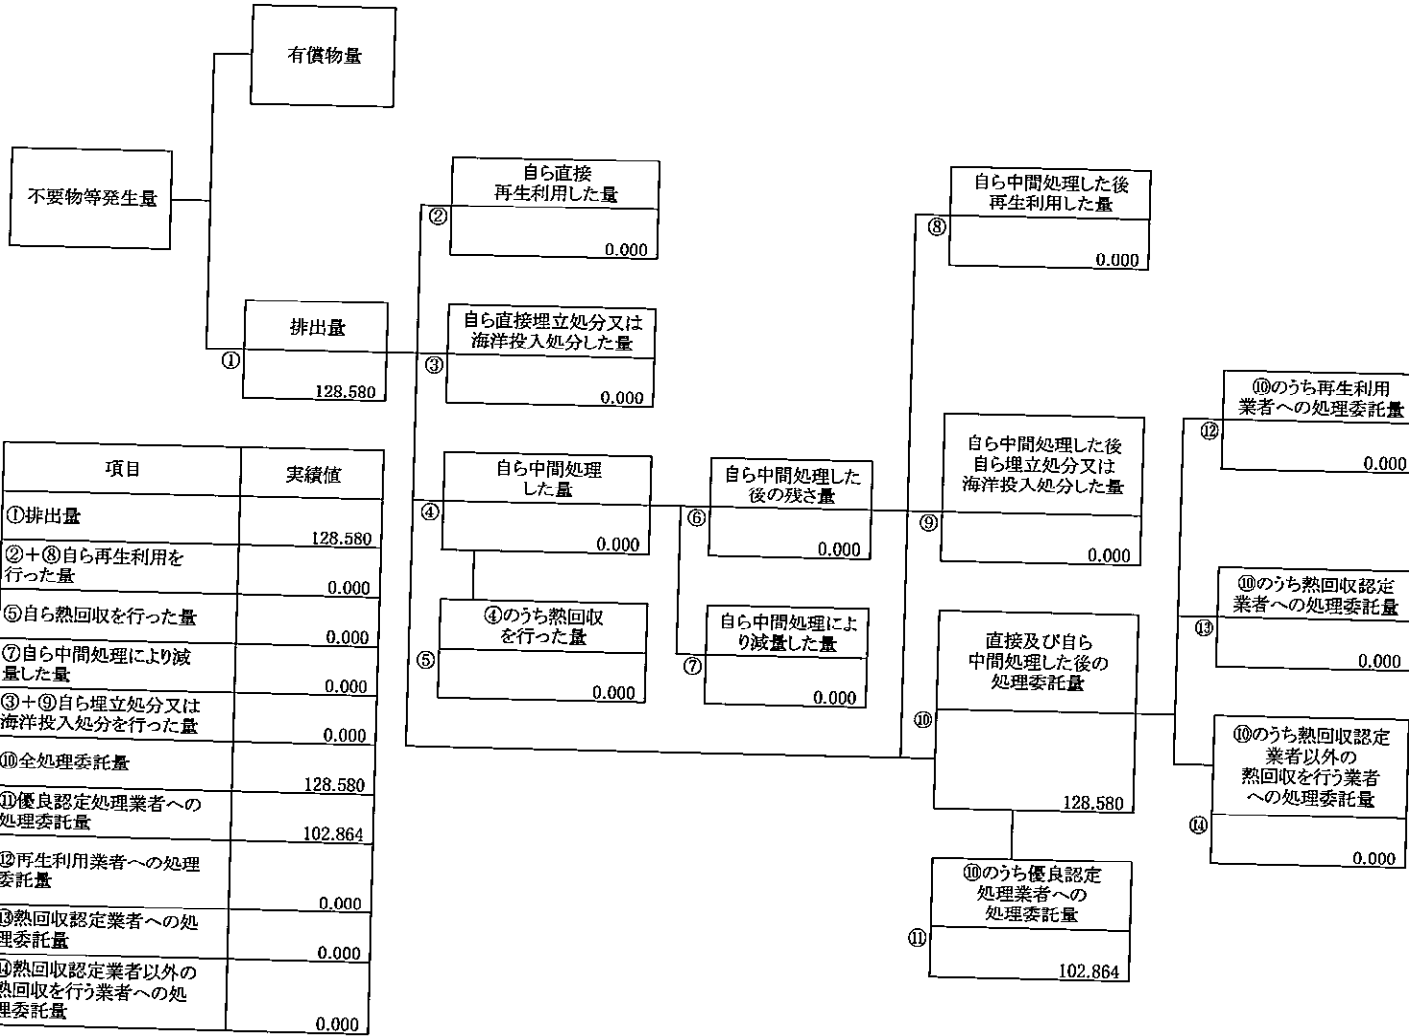 有償物量
不要物等発生量
① 排出量
128.580
② 自ら直接
再生利用した量
0.000
③ 自ら直接埋立処分又は
海洋投入処分した量
0.000
④ 自ら中間処理
した量
0.000
⑤ ④のうち熱回収
を行った量
0.000
⑥ 自ら中間処理した
後の残さ量
0.000
⑦ 自ら中間処理によ
り減量した量
0.000
⑧ 自ら中間処理した後
再生利用した量
0.000
⑨ 自ら中間処理した後
自ら埋立処分又は
海洋投入処分した量
0.000
⑩ 直接及び自ら
中間処理した後の
処理委託量
128.580
⑪ ⑩のうち優良認定
処理業者への
処理委託量
102.864
⑫ ⑩のうち再生利用
業者への処理委託量
0.000
⑬ ⑩のうち熱回収認定
業者への処理委託量
0.000
⑭ ⑩のうち熱回収認定
業者以外の
熱回収を行う業者
への処理委託量
0.000
項目 実績値
①排出量
128.580
②+⑧自ら再生利用を
行った量
0.000
⑤自ら熱回収を行った量
0.000
⑦自ら中間処理により減
量した量
0.000
③+⑨自ら埋立処分又は
海洋投入処分を行った量
0.000
⑩全処理委託量
128.580
⑪優良認定処理業者への
処理委託量
102.864
⑫再生利用業者への処理
委託量
0.000
⑬熱回収認定業者への処
理委託量
0.000
⑭熱回収認定業者以外の
熱回収を行う業者への処
理委託量
0.000